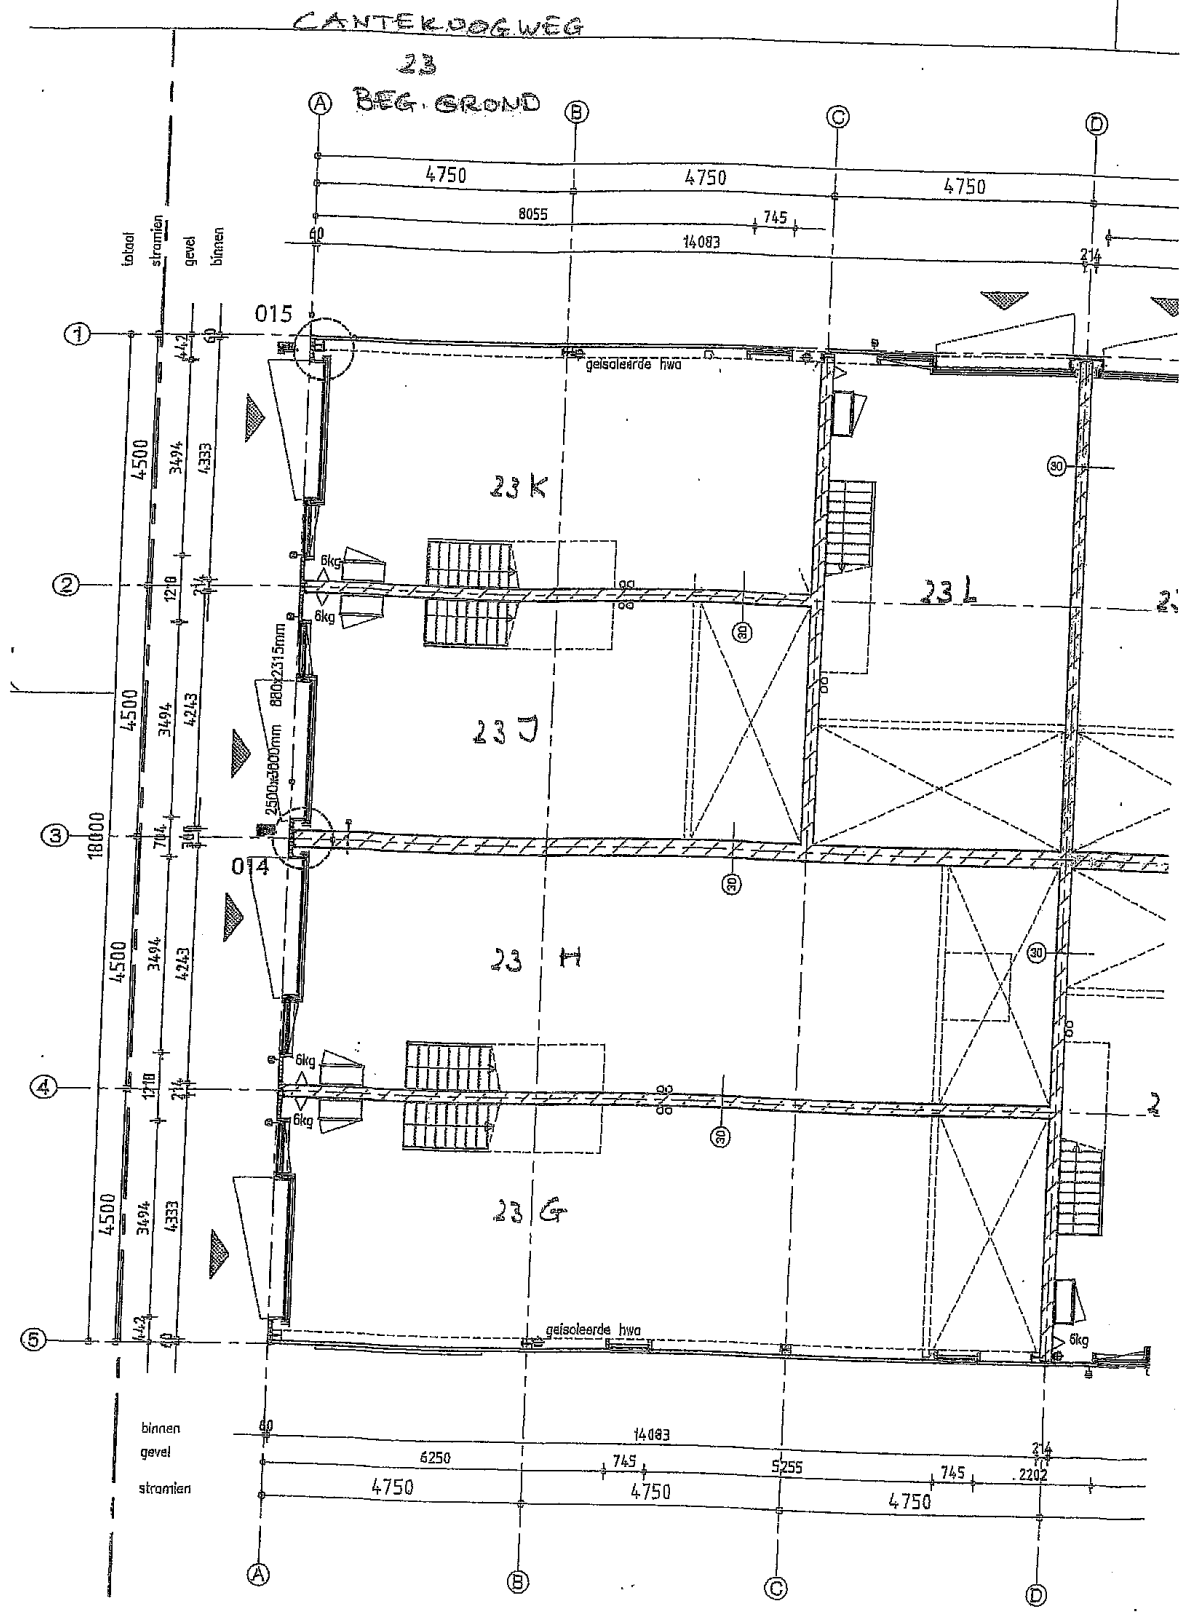 CANTEKOOGWEG
23
BEG. GROND
A B C D
4750 4750 4750
8055 745
60 14083 214
totaal stramien gevel binnen
015
1
442 60
geisoleerde hwa
4500 3494 4333
30
23 K
6kg
2
1210 214
6kg
30
23 L
880x2315mm
4500 3494 4243
23 J
2500x3600mm
3
18000
704
014
30
4500 3494 4243
23 H
30
6kg
4
1210 214
6kg
30
2
4500 3494 4333
23 G
442 60
5
geisoleerde hwa
6kg
binnen
60 14083 214
gevel
6250 745 5255 745 2202
stramien
4750 4750 4750
A B C D